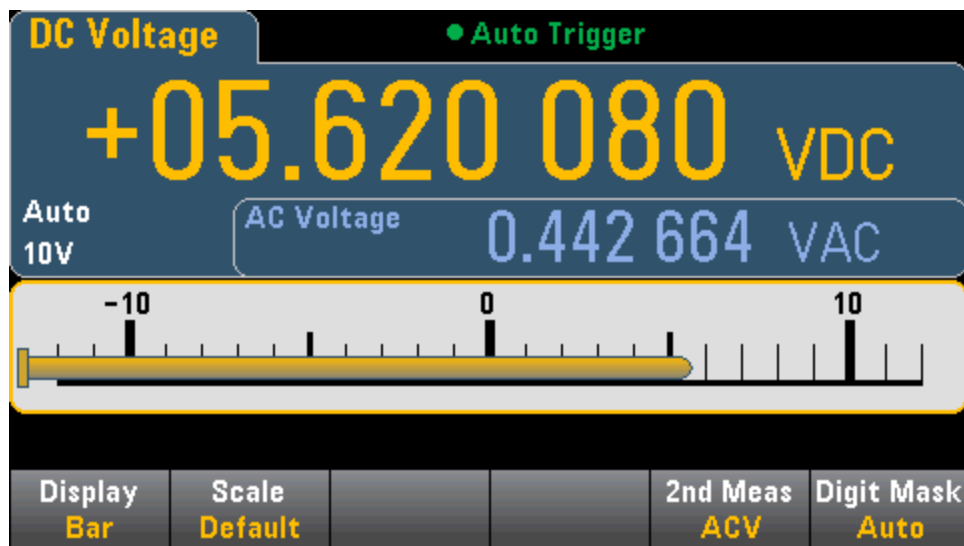 DC Voltage
Auto Trigger
+05.620 080 VDC
Auto
10V
AC Voltage 0.442 664 VAC
-10 0 10
Display Scale 2nd Meas Digit Mask
Bar Default ACV Auto